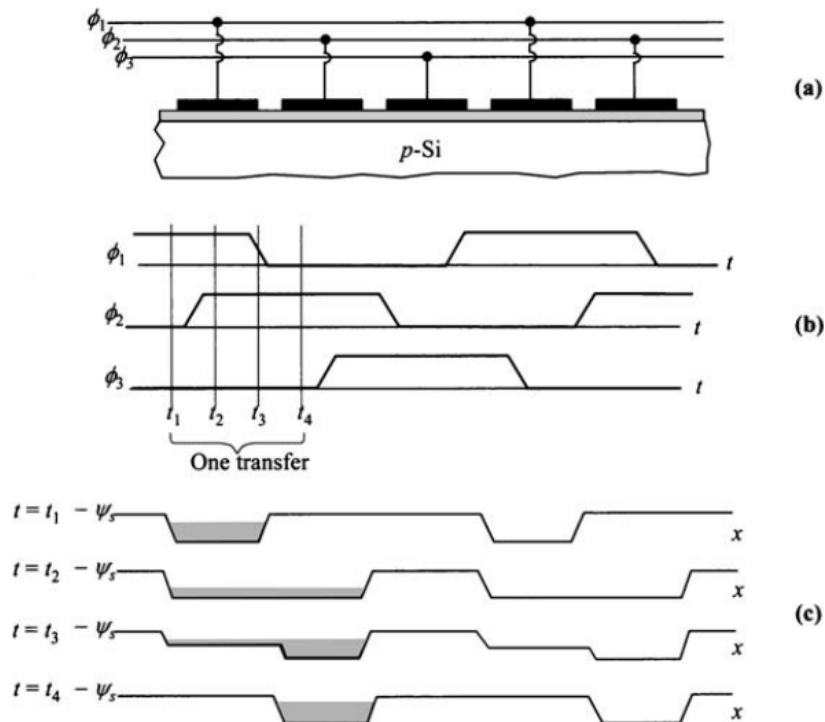 ϕ₁
ϕ₂
ϕ₃
(a)
p-Si
ϕ₁
t
ϕ₂
t
(b)
ϕ₃
t
t₁ t₂ t₃ t₄
One transfer
t = t₁ − ψₛ
x
t = t₂ − ψₛ
x
(c)
t = t₃ − ψₛ
x
t = t₄ − ψₛ
x